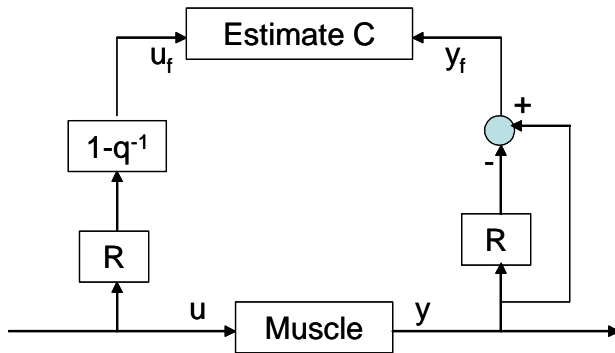 Estimate C
u_f
y_f
+
1-q⁻¹
-
R
R
u
y
Muscle